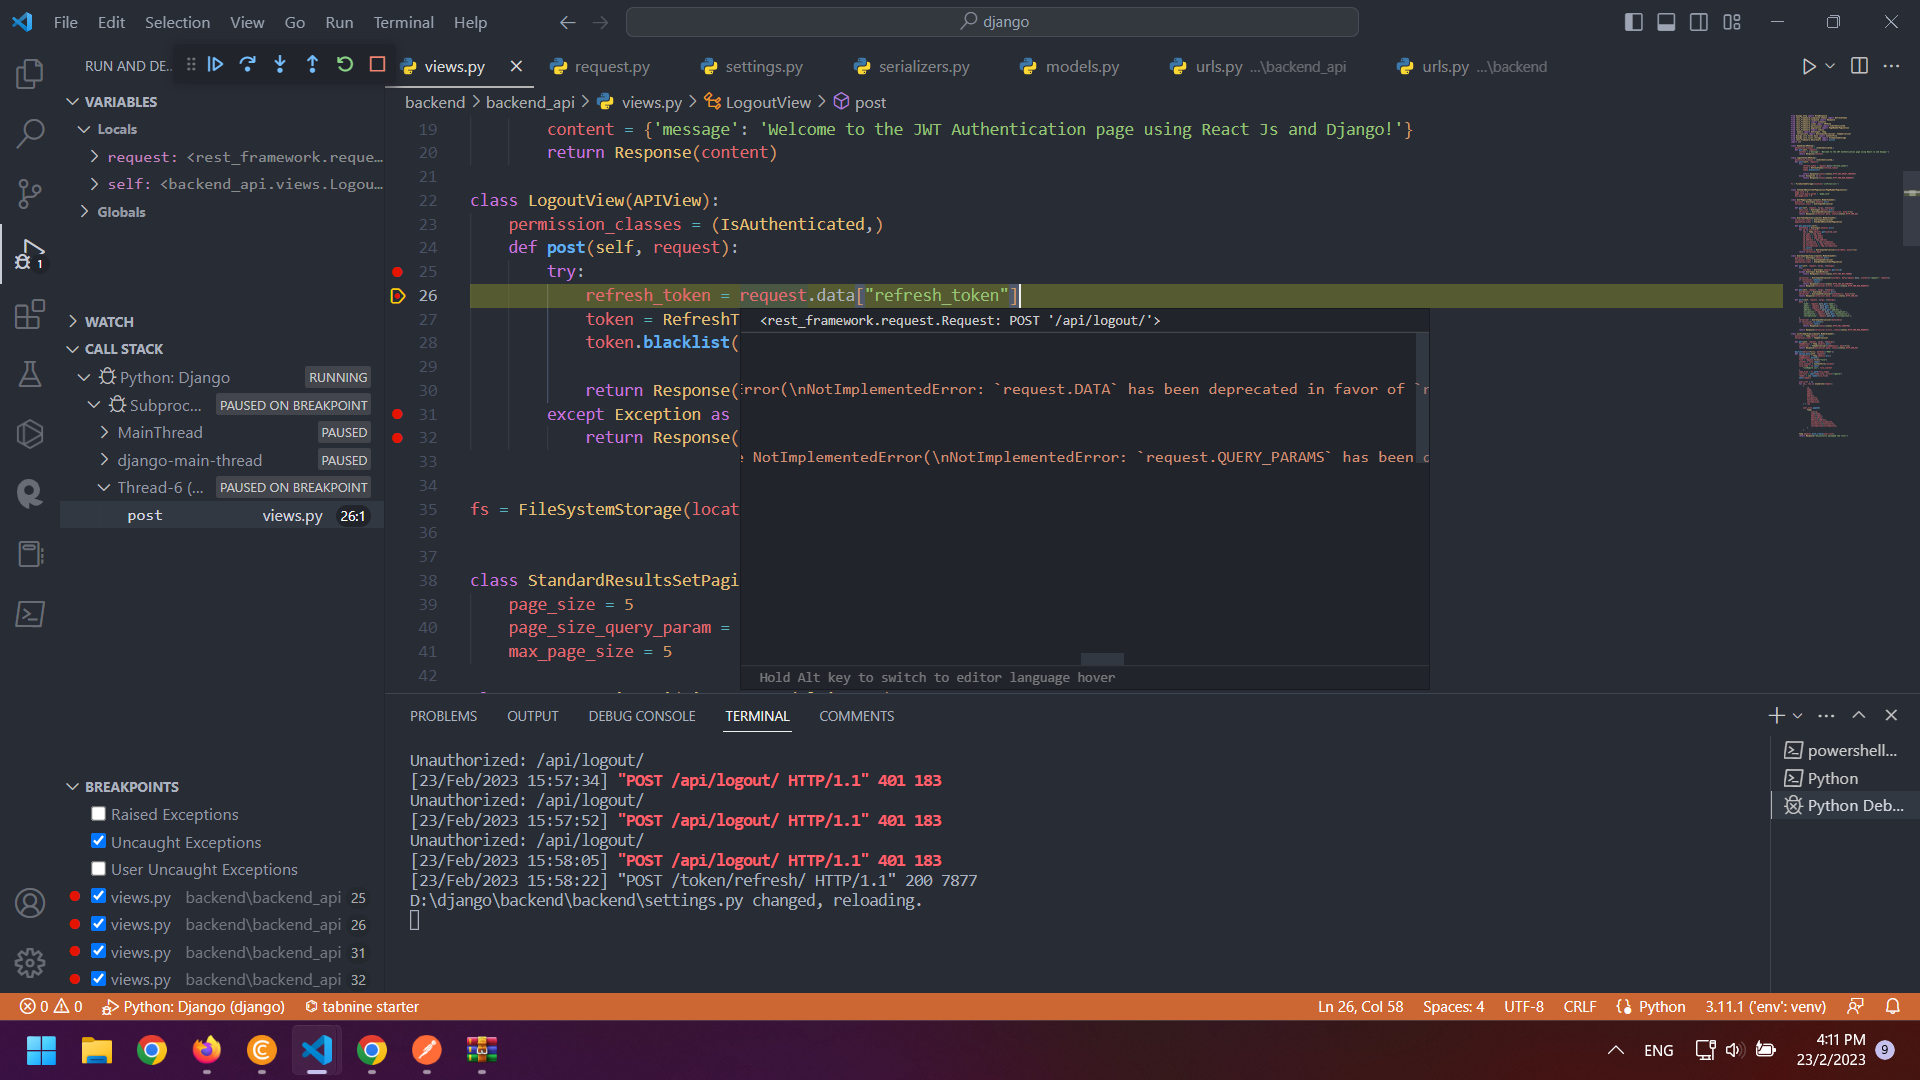 File Edit Selection View Go Run Terminal Help
django
RUN AND DE...
views.py
request.py
settings.py
serializers.py
models.py
urls.py ...\backend_api
urls.py ...\backend
backend > backend_api > views.py > LogoutView > post
VARIABLES
Locals
request: <rest_framework.reque...
self: <backend_api.views.Logou...
Globals
WATCH
CALL STACK
Python: Django RUNNING
Subproc... PAUSED ON BREAKPOINT
MainThread PAUSED
django-main-thread PAUSED
Thread-6 (... PAUSED ON BREAKPOINT
post views.py 26:1
BREAKPOINTS
Raised Exceptions
Uncaught Exceptions
User Uncaught Exceptions
views.py backend\backend_api 25
views.py backend\backend_api 26
views.py backend\backend_api 31
views.py backend\backend_api 32
1
19 content = {'message': 'Welcome to the JWT Authentication page using React Js and Django!'}
20 return Response(content)
21
22 class LogoutView(APIView):
23 permission_classes = (IsAuthenticated,)
24 def post(self, request):
25 try:
26 refresh_token = request.data["refresh_token"]
27 token = RefreshT
28 token.blacklist(
29
30 return Response(
31 except Exception as
32 return Response(
33
34
35 fs = FileSystemStorage(locat
36
37
38 class StandardResultsSetPagi
39 page_size = 5
40 page_size_query_param =
41 max_page_size = 5
42
<rest_framework.request.Request: POST '/api/logout/'>
Error(\nNotImplementedError: `request.DATA` has been deprecated in favor of `r
e NotImplementedError(\nNotImplementedError: `request.QUERY_PARAMS` has been d
Hold Alt key to switch to editor language hover
PROBLEMS OUTPUT DEBUG CONSOLE TERMINAL COMMENTS
Unauthorized: /api/logout/
[23/Feb/2023 15:57:34] "POST /api/logout/ HTTP/1.1" 401 183
Unauthorized: /api/logout/
[23/Feb/2023 15:57:52] "POST /api/logout/ HTTP/1.1" 401 183
Unauthorized: /api/logout/
[23/Feb/2023 15:58:05] "POST /api/logout/ HTTP/1.1" 401 183
[23/Feb/2023 15:58:22] "POST /token/refresh/ HTTP/1.1" 200 7877
D:\django\backend\backend\settings.py changed, reloading.
powershell...
Python
Python Deb...
0 0 Python: Django (django) tabnine starter
Ln 26, Col 58 Spaces: 4 UTF-8 CRLF Python 3.11.1 ('env': venv)
ENG
4:11 PM
23/2/2023
9